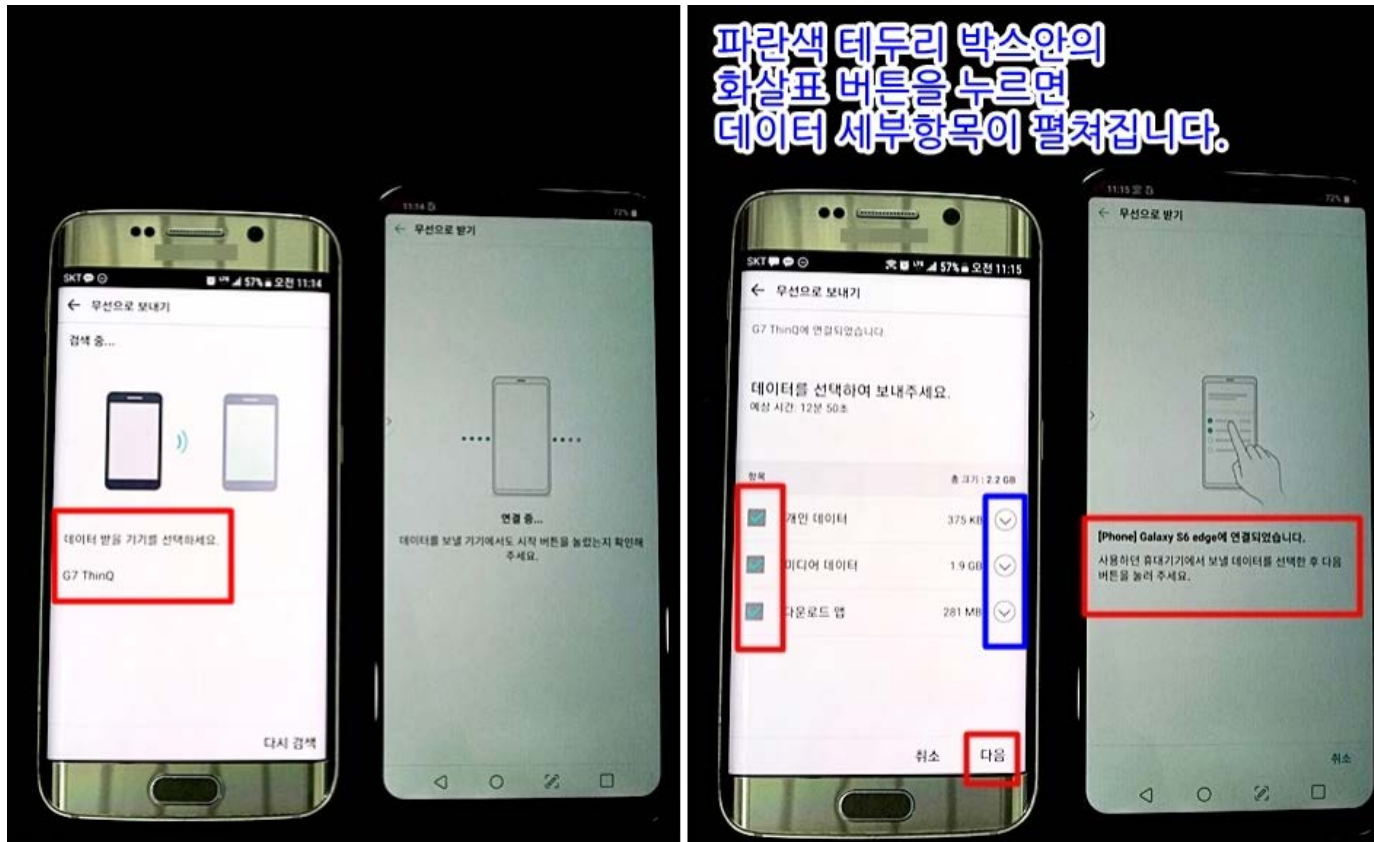 SKT 57% 오전 11:14
← 무선으로 보내기
검색 중...
데이터 받을 기기를 선택하세요.
G7 ThinQ
다시 검색
11:14 72%
← 무선으로 받기
연결 중...
데이터를 보낼 기기에서도 시작 버튼을 눌렀는지 확인해
주세요.
파란색 테두리 박스안의
화살표 버튼을 누르면
데이터 세부항목이 펼쳐집니다.
SKT LTE 57% 오전 11:15
← 무선으로 보내기
G7 ThinQ에 연결되었습니다.
데이터를 선택하여 보내주세요.
예상 시간: 12분 50초
항목 총 크기 : 2.2 GB
개인 데이터 375 KB
미디어 데이터 1.9 GB
다운로드 앱 281 MB
취소 다음
11:15 72%
← 무선으로 받기
[Phone] Galaxy S6 edge에 연결되었습니다.
사용하던 휴대기기에서 보낼 데이터를 선택한 후 다음
버튼을 눌러 주세요.
취소